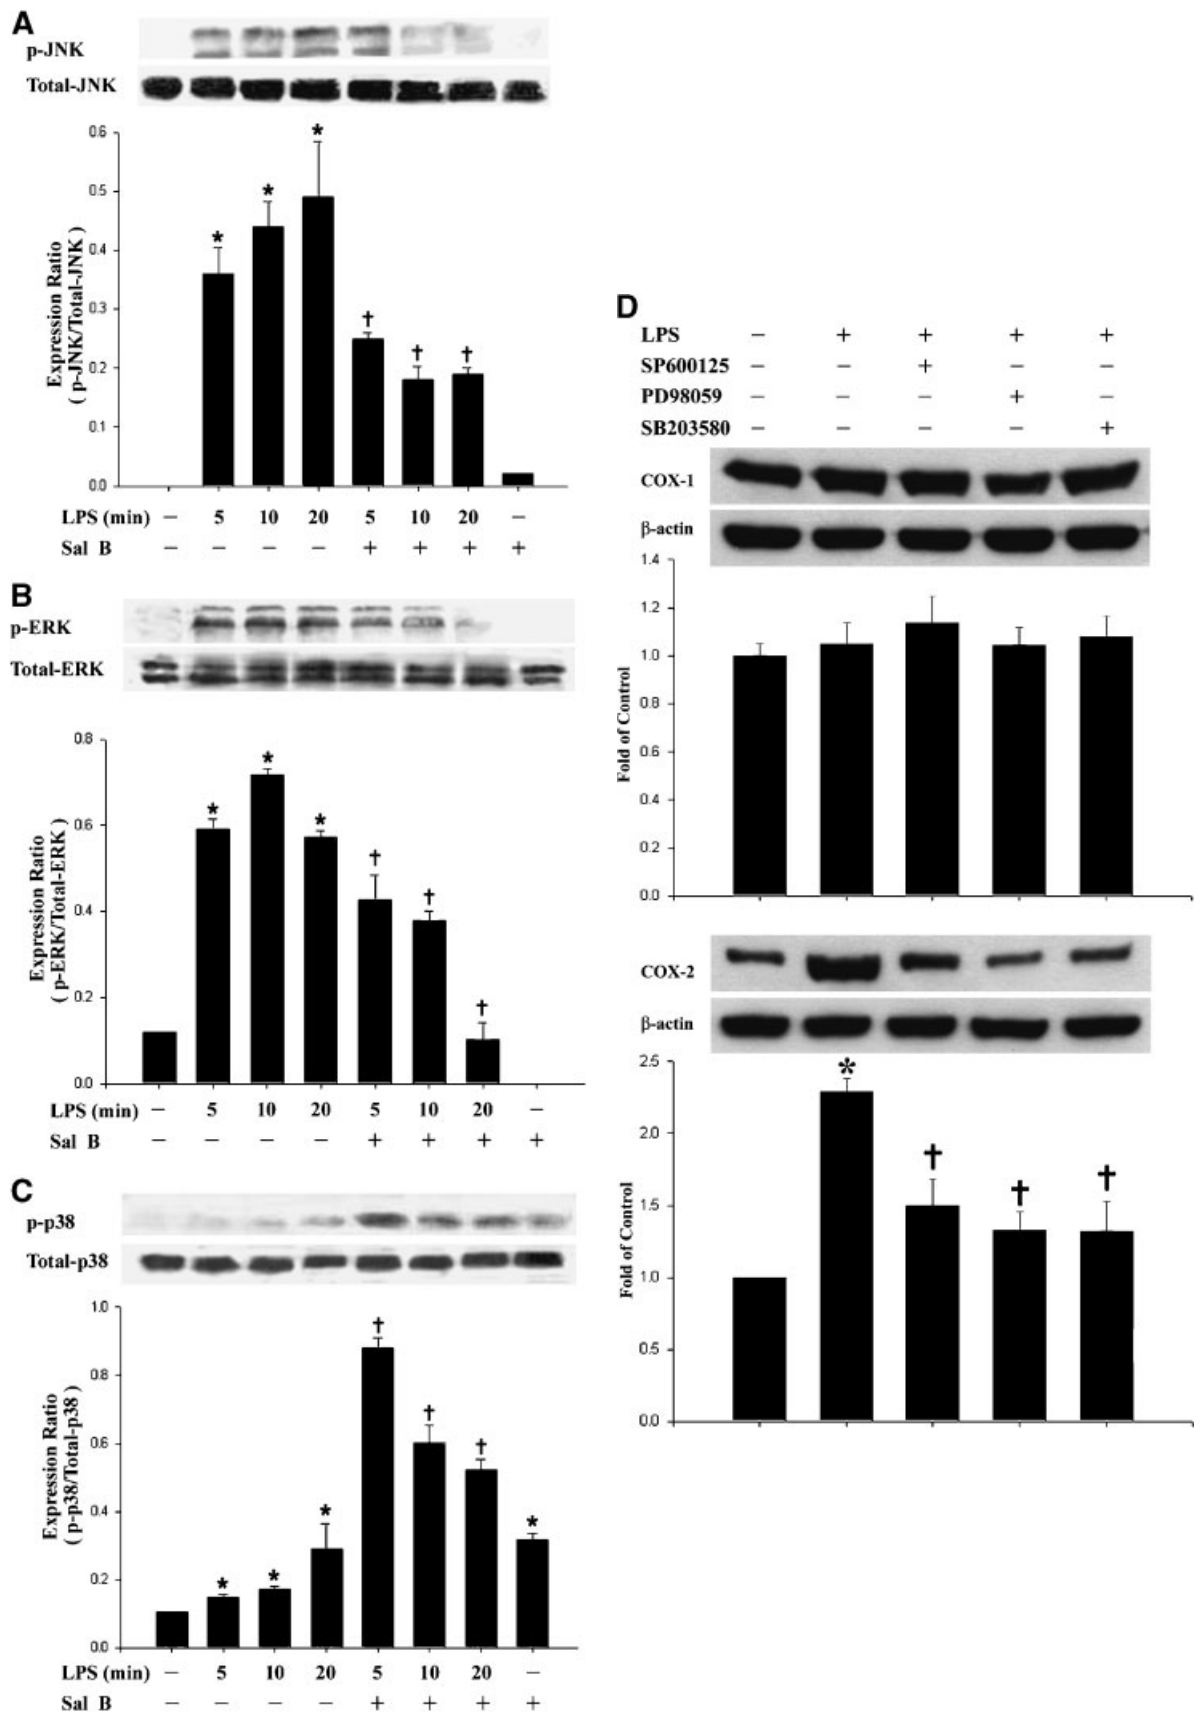 A
p-JNK
Total-JNK
0.6
0.5
0.4
0.3
0.2
0.1
0.0
Expression Ratio
( p-JNK/Total-JNK )
* * * † † †
LPS (min) – 5 10 20 5 10 20 –
Sal B – – – – + + + +
B
p-ERK
Total-ERK
0.8
0.6
0.4
0.2
0.0
Expression Ratio
( p-ERK/Total-ERK )
* * * † † †
LPS (min) – 5 10 20 5 10 20 –
Sal B – – – – + + + +
C
p-p38
Total-p38
1.0
0.8
0.6
0.4
0.2
0.0
Expression Ratio
( p-p38/Total-p38 )
* * * † † † *
LPS (min) – 5 10 20 5 10 20 –
Sal B – – – – + + + +
D
LPS – + + + +
SP600125 – – + – –
PD98059 – – – + –
SB203580 – – – – +
COX-1
β-actin
1.4
1.2
1.0
0.8
0.6
0.4
0.2
0.0
Fold of Control
COX-2
β-actin
2.5
2.0
1.5
1.0
0.5
0.0
Fold of Control
* † † †